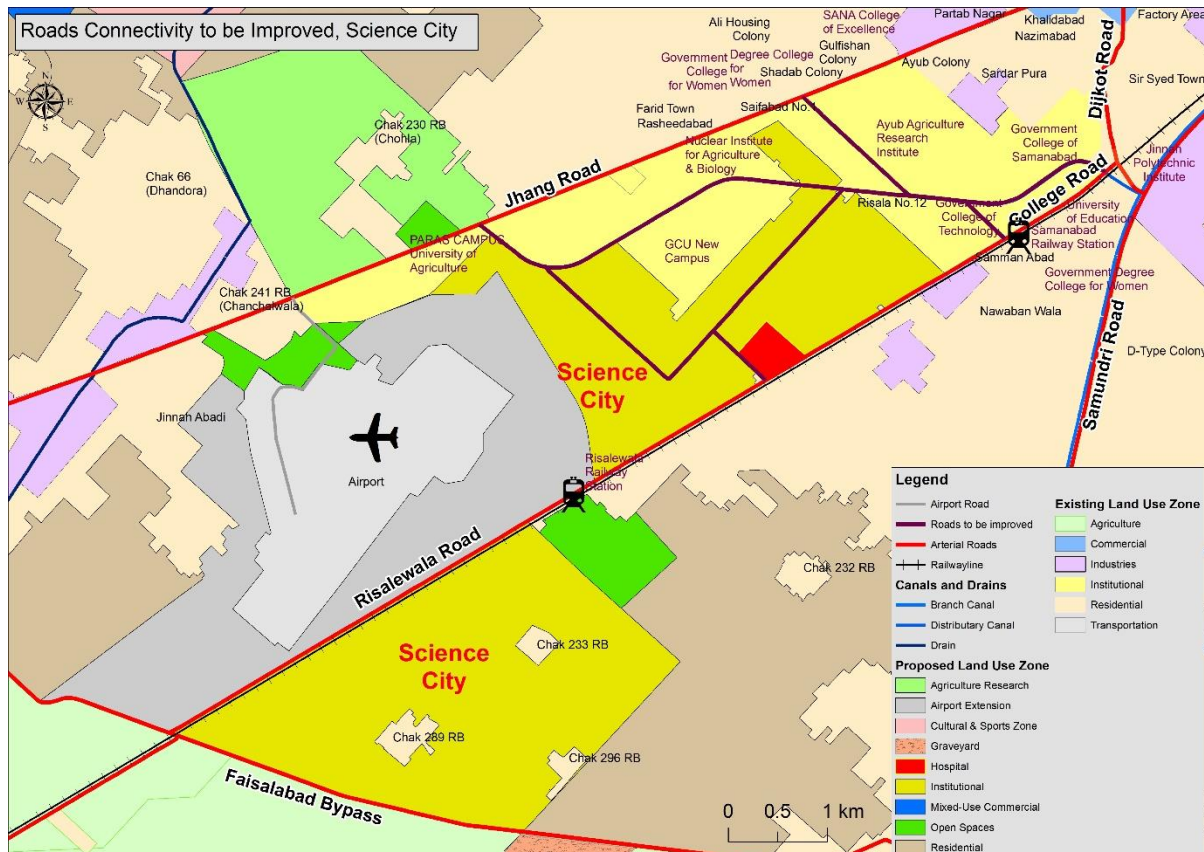 Roads Connectivity to be Improved, Science City
N
W
E
S
Ali Housing
Colony
SANA College
of Excellence
Partab Nagar
Khalidabad
Nazimabad
Factory Area
Government
College
for Women
Degree College
for
Women
Gulfishan
Colony
Shadab Colony
Ayub Colony
Sardar Pura
Dijkot Road
Sir Syed Town
Chak 230 RB
(Chohla)
Farid Town
Rasheedabad
Saifabad No.1
Nuclear Institute
for Agriculture
& Biology
Ayub Agriculture
Research
Institute
Government
College of
Samanabad
Jinnah
Polytechnic
Institute
Chak 66
(Dhandora)
Jhang Road
College Road
Risala No.12
Government
College of
Technology
University
of Education
Samanabad
Railway Station
Samman Abad
PARAS CAMPUS
University of
Agriculture
GCU New
Campus
Government Degree
College for Women
Chak 241 RB
(Chanchalwala)
Nawaban Wala
Samundri Road
D-Type Colony
Science
City
Jinnah Abadi
Airport
Risalewala
Railway
Station
Risalewala Road
Chak 232 RB
Chak 233 RB
Science
City
Chak 289 RB
Chak 296 RB
Faisalabad Bypass
0 0.5 1 km
Legend
Airport Road
Roads to be improved
Arterial Roads
Railwayline
Canals and Drains
Branch Canal
Distributary Canal
Drain
Proposed Land Use Zone
Agriculture Research
Airport Extension
Cultural & Sports Zone
Graveyard
Hospital
Institutional
Mixed-Use Commercial
Open Spaces
Residential
Existing Land Use Zone
Agriculture
Commercial
Industries
Institutional
Residential
Transportation